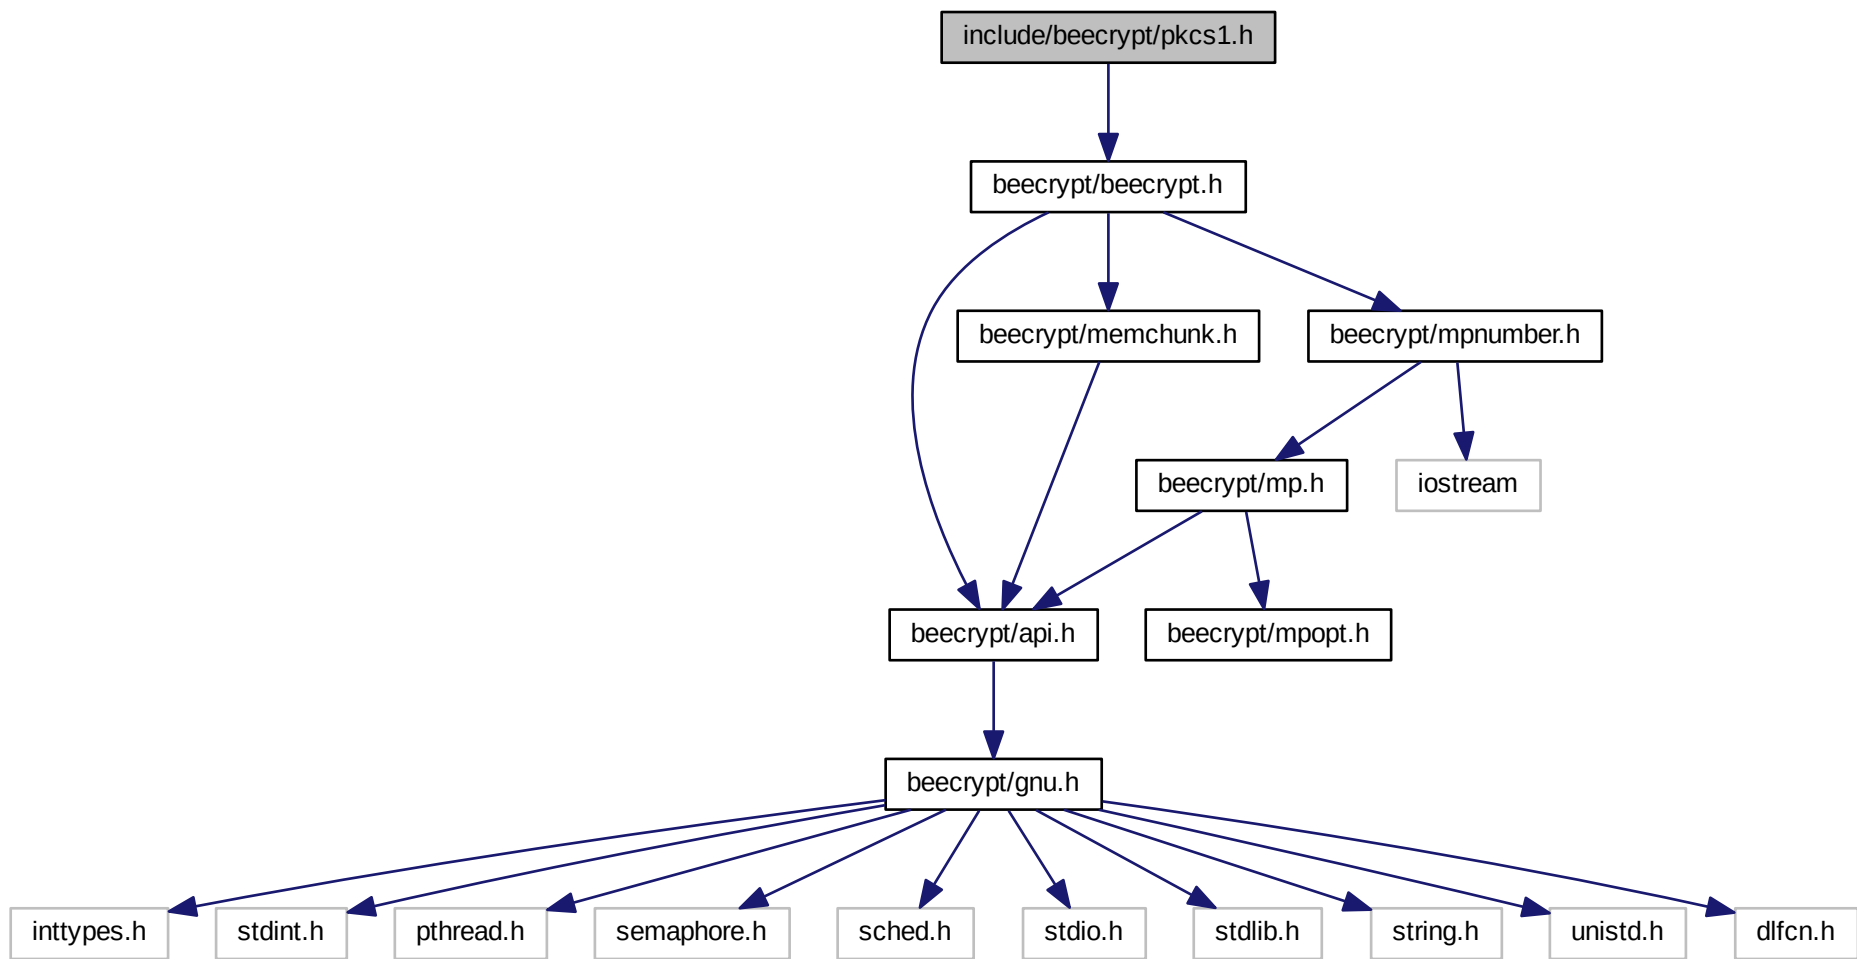 include/beecrypt/pkcs1.h
beecrypt/beecrypt.h
beecrypt/memchunk.h
beecrypt/mpnumber.h
beecrypt/mp.h
iostream
beecrypt/api.h
beecrypt/mpopt.h
beecrypt/gnu.h
inttypes.h
stdint.h
pthread.h
semaphore.h
sched.h
stdio.h
stdlib.h
string.h
unistd.h
dlfcn.h